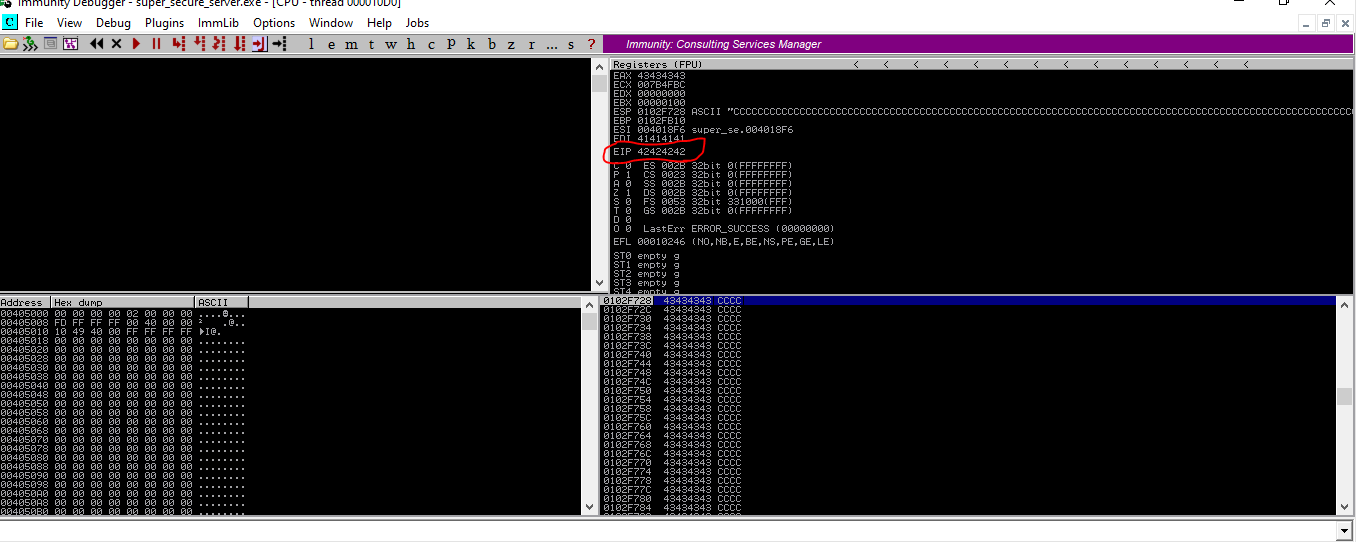 Immunity Debugger - super_secure_server.exe - [CPU - thread 000010D0]
C File View Debug Plugins ImmLib Options Window Help Jobs
l e m t w h c P k b z r ... s ? Immunity: Consulting Services Manager
Registers (FPU) < < < < < < < < < < < < < <
EAX 43434343
ECX 007B4FBC
EDX 00000000
EBX 00000100
ESP 0102F728 ASCII "CCCCCCCCCCCCCCCCCCCCCCCCCCCCCCCCCCCCCCCCCCCCCCCCCCCCCCCCCCCCCCCCCCCCCCCCCCCCCCCCCCCCCCCCCCCCCCCCCCCCCC
EBP 0102FB10
ESI 004018F6 super_se.004018F6
EDI 41414141
EIP 42424242
C 0 ES 002B 32bit 0(FFFFFFFF)
P 1 CS 0023 32bit 0(FFFFFFFF)
A 0 SS 002B 32bit 0(FFFFFFFF)
Z 1 DS 002B 32bit 0(FFFFFFFF)
S 0 FS 0053 32bit 331000(FFF)
T 0 GS 002B 32bit 0(FFFFFFFF)
D 0
O 0 LastErr ERROR_SUCCESS (00000000)
EFL 00010246 (NO,NB,E,BE,NS,PE,GE,LE)
ST0 empty g
ST1 empty g
ST2 empty g
ST3 empty g
ST4 empty g
Address Hex dump ASCII
00405000 00 00 00 00 02 00 00 00
00405008 FD FF FF FF 00 40 00 00
00405010 10 49 40 00 FF FF FF FF
00405018 00 00 00 00 00 00 00 00 ........
00405020 00 00 00 00 00 00 00 00 ........
00405028 00 00 00 00 00 00 00 00 ........
00405030 00 00 00 00 00 00 00 00 ........
00405038 00 00 00 00 00 00 00 00 ........
00405040 00 00 00 00 00 00 00 00 ........
00405048 00 00 00 00 00 00 00 00 ........
00405050 00 00 00 00 00 00 00 00 ........
00405058 00 00 00 00 00 00 00 00 ........
00405060 00 00 00 00 00 00 00 00 ........
00405068 00 00 00 00 00 00 00 00 ........
00405070 00 00 00 00 00 00 00 00 ........
00405078 00 00 00 00 00 00 00 00 ........
00405080 00 00 00 00 00 00 00 00 ........
00405088 00 00 00 00 00 00 00 00 ........
00405090 00 00 00 00 00 00 00 00 ........
00405098 00 00 00 00 00 00 00 00 ........
004050A0 00 00 00 00 00 00 00 00 ........
004050A8 00 00 00 00 00 00 00 00 ........
004050B0 00 00 00 00 00 00 00 00 ........
0102F728 43434343 CCCC
0102F72C 43434343 CCCC
0102F730 43434343 CCCC
0102F734 43434343 CCCC
0102F738 43434343 CCCC
0102F73C 43434343 CCCC
0102F740 43434343 CCCC
0102F744 43434343 CCCC
0102F748 43434343 CCCC
0102F74C 43434343 CCCC
0102F750 43434343 CCCC
0102F754 43434343 CCCC
0102F758 43434343 CCCC
0102F75C 43434343 CCCC
0102F760 43434343 CCCC
0102F764 43434343 CCCC
0102F768 43434343 CCCC
0102F76C 43434343 CCCC
0102F770 43434343 CCCC
0102F774 43434343 CCCC
0102F778 43434343 CCCC
0102F77C 43434343 CCCC
0102F780 43434343 CCCC
0102F784 43434343 CCCC